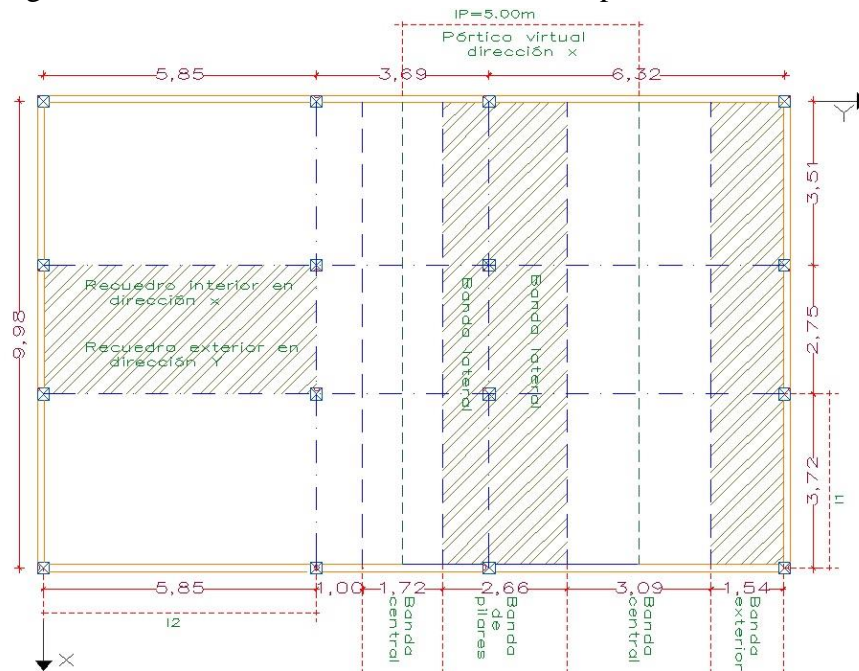 IP=5.00m
Pórtico virtual
dirección x
5,85
3,69
6,32
Y
3,51
2,75
3,72
l1
9,98
Recuedro interior en
dirección x
Recuedro exterior en
dirección Y
Banda lateral
Banda lateral
5,85
1,00
1,72
2,66
3,09
1,54
l2
Banda
central
Banda
de
pilares
Banda
central
Banda
exterior
X